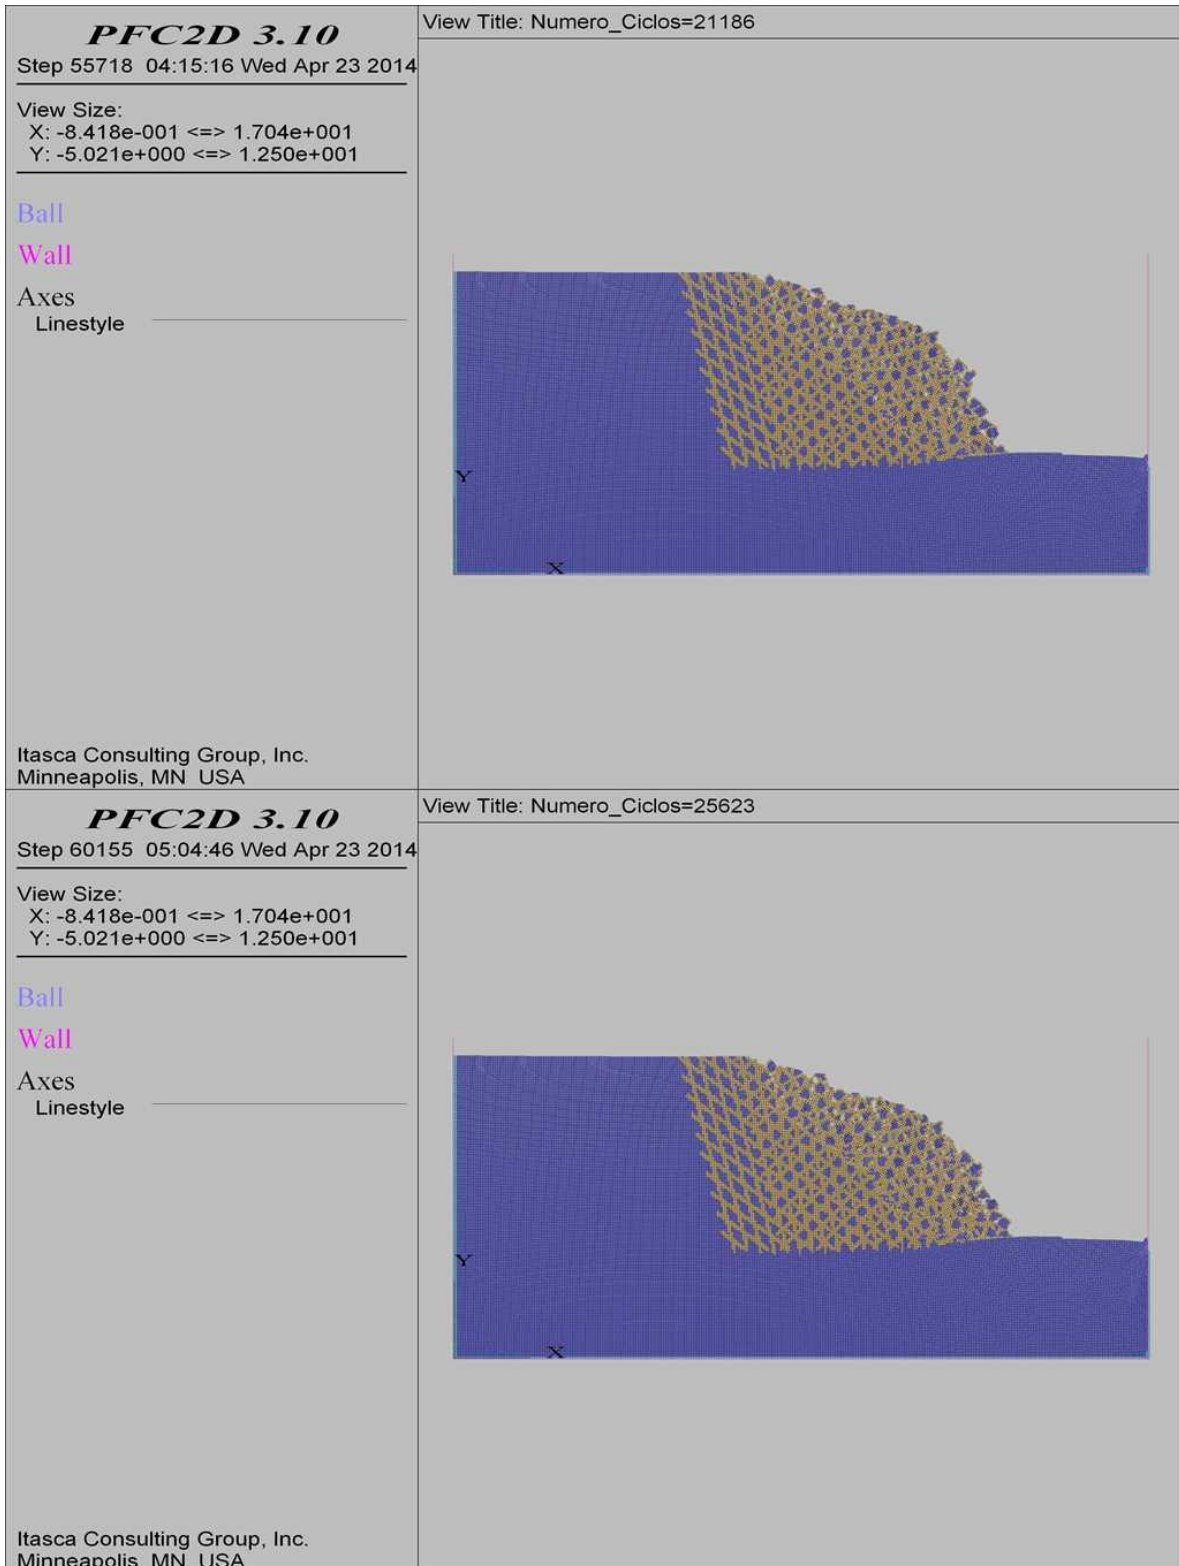 PFC2D 3.10
Step 55718  04:15:16 Wed Apr 23 2014
View Size:
X: -8.418e-001 <=> 1.704e+001
Y: -5.021e+000 <=> 1.250e+001
Ball
Wall
Axes
Linestyle
Itasca Consulting Group, Inc.
Minneapolis, MN  USA
View Title: Numero_Ciclos=21186
Y
X
PFC2D 3.10
Step 60155  05:04:46 Wed Apr 23 2014
View Size:
X: -8.418e-001 <=> 1.704e+001
Y: -5.021e+000 <=> 1.250e+001
Ball
Wall
Axes
Linestyle
Itasca Consulting Group, Inc.
Minneapolis, MN  USA
View Title: Numero_Ciclos=25623
Y
X